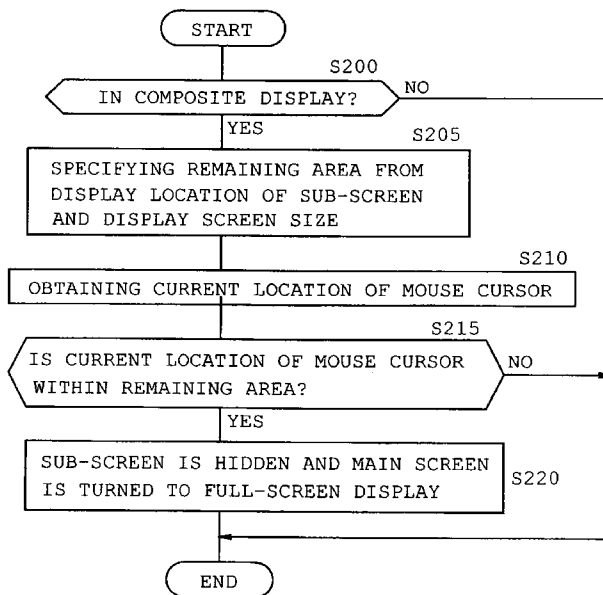 START
S200
IN COMPOSITE DISPLAY?
NO
YES
S205
SPECIFYING REMAINING AREA FROM
DISPLAY LOCATION OF SUB-SCREEN
AND DISPLAY SCREEN SIZE
S210
OBTAINING CURRENT LOCATION OF MOUSE CURSOR
S215
IS CURRENT LOCATION OF MOUSE CURSOR
WITHIN REMAINING AREA?
NO
YES
SUB-SCREEN IS HIDDEN AND MAIN SCREEN
IS TURNED TO FULL-SCREEN DISPLAY
S220
END